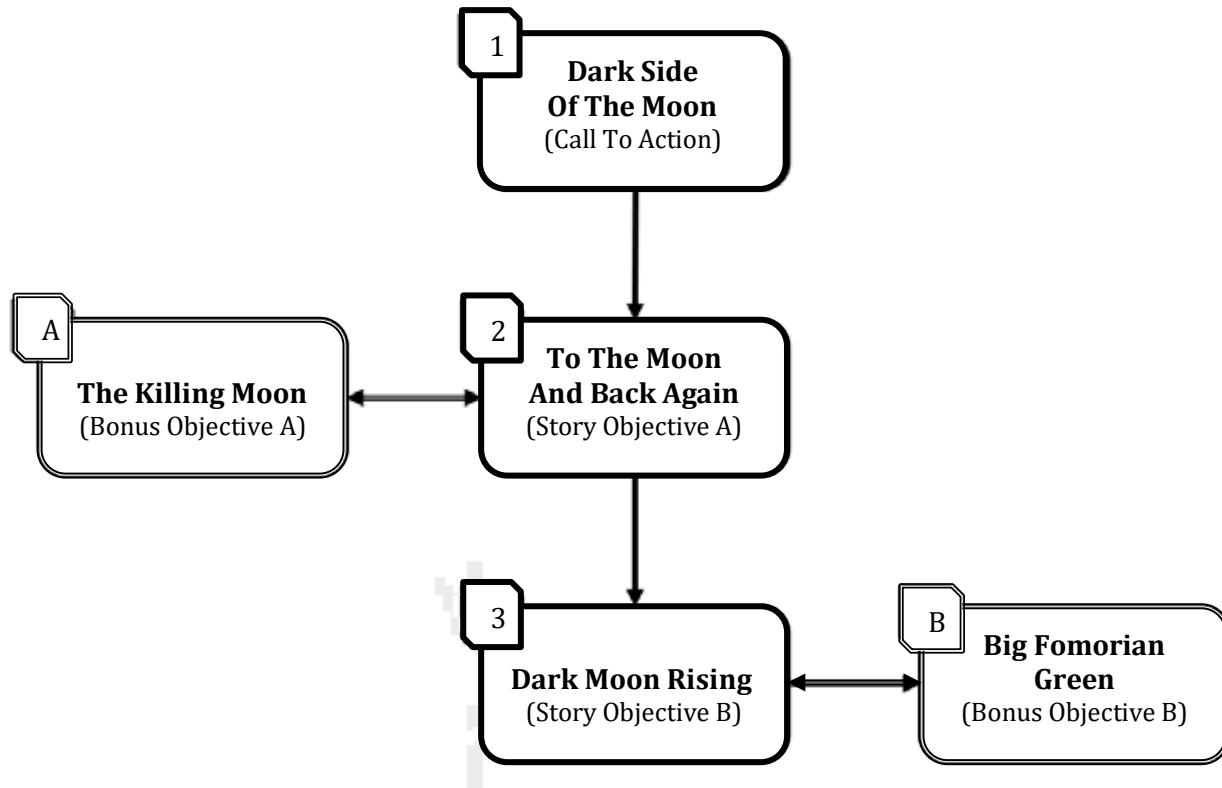 1
Dark Side
Of The Moon
(Call To Action)
A
The Killing Moon
(Bonus Objective A)
2
To The Moon
And Back Again
(Story Objective A)
3
Dark Moon Rising
(Story Objective B)
B
Big Fomorian
Green
(Bonus Objective B)